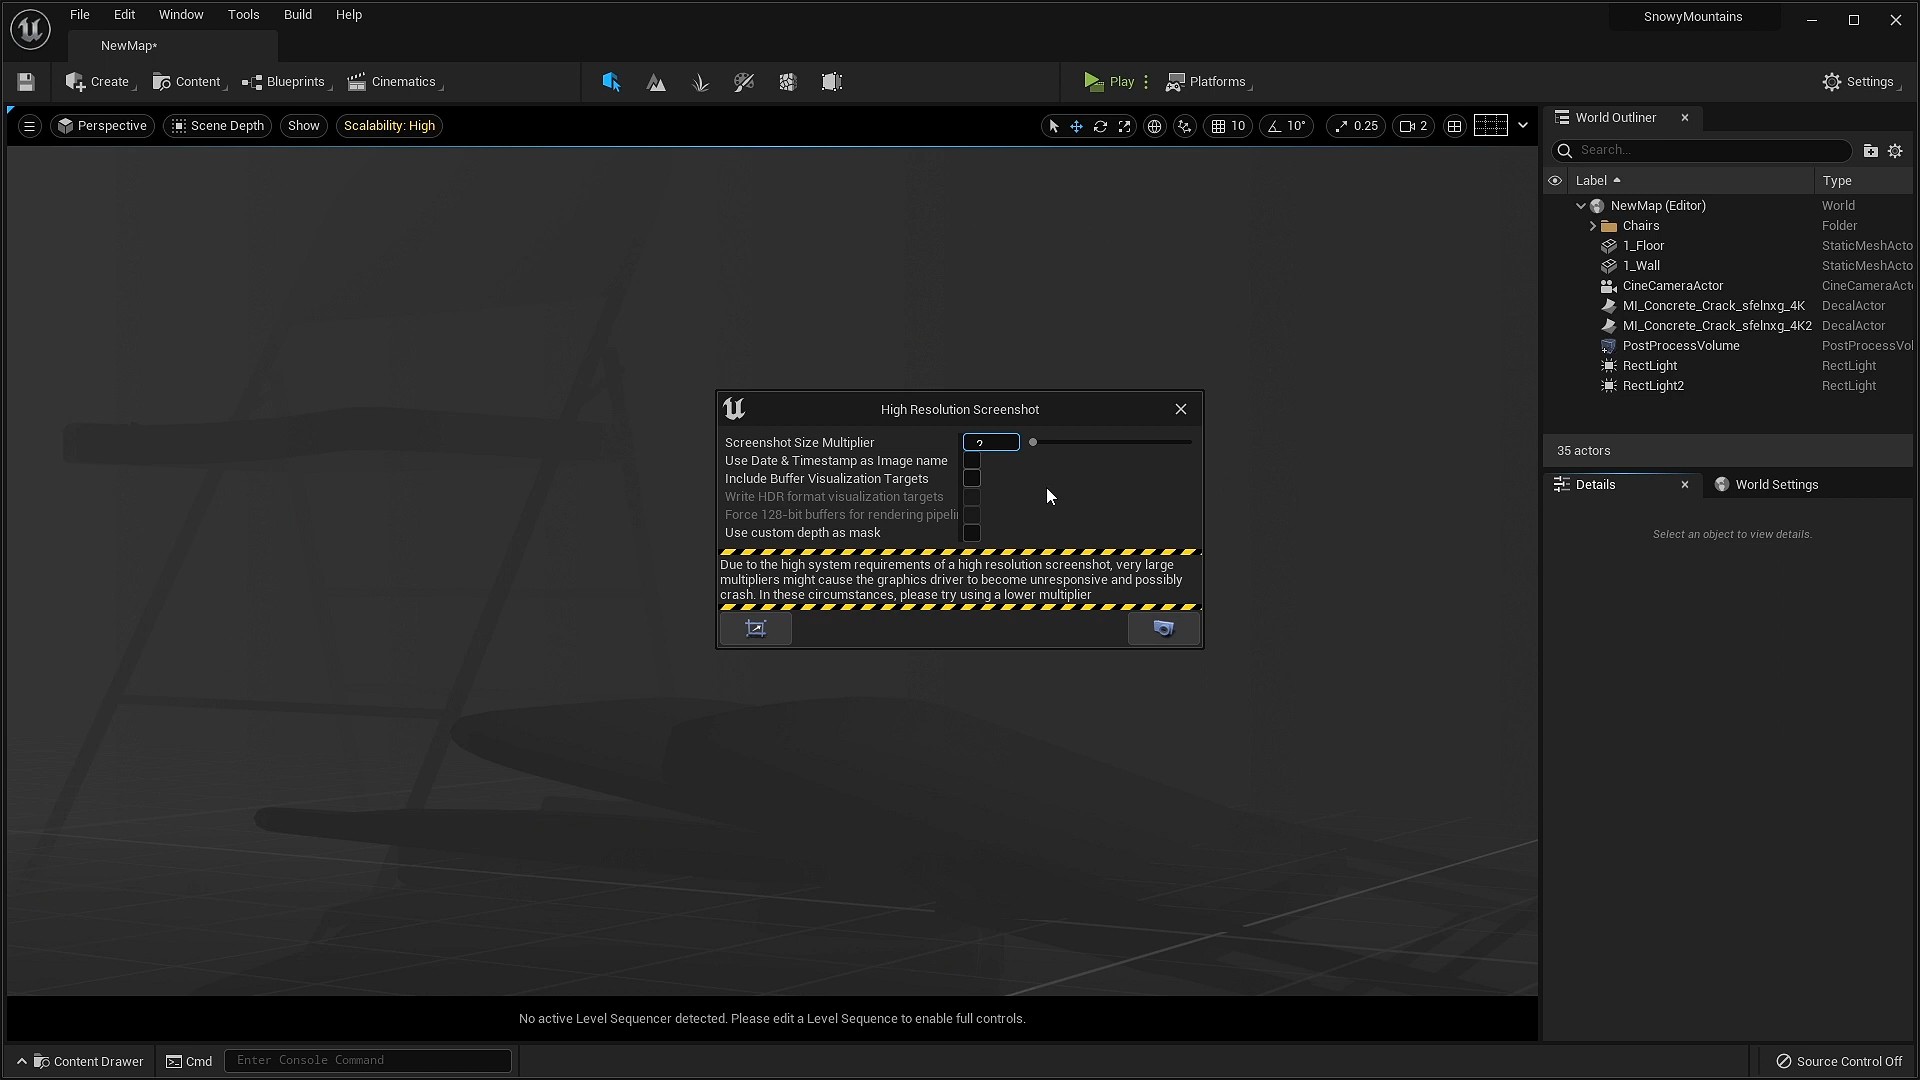 File Edit Window Tools Build Help
SnowyMountains
NewMap*
Create Content Blueprints Cinematics Play Platforms Settings
Perspective Scene Depth Show Scalability: High 10 10° 0.25 2
World Outliner
Search...
Label Type
NewMap (Editor) World
Chairs Folder
1_Floor StaticMeshActo
1_Wall StaticMeshActo
CineCameraActor CineCameraActo
MI_Concrete_Crack_sfelnxg_4K DecalActor
MI_Concrete_Crack_sfelnxg_4K2 DecalActor
PostProcessVolume PostProcessVol
RectLight RectLight
RectLight2 RectLight
35 actors
Details World Settings
Select an object to view details.
High Resolution Screenshot
Screenshot Size Multiplier 2
Use Date & Timestamp as Image name
Include Buffer Visualization Targets
Write HDR format visualization targets
Force 128-bit buffers for rendering pipelin
Use custom depth as mask
Due to the high system requirements of a high resolution screenshot, very large
multipliers might cause the graphics driver to become unresponsive and possibly
crash. In these circumstances, please try using a lower multiplier
No active Level Sequencer detected. Please edit a Level Sequence to enable full controls.
Content Drawer Cmd Enter Console Command Source Control Off